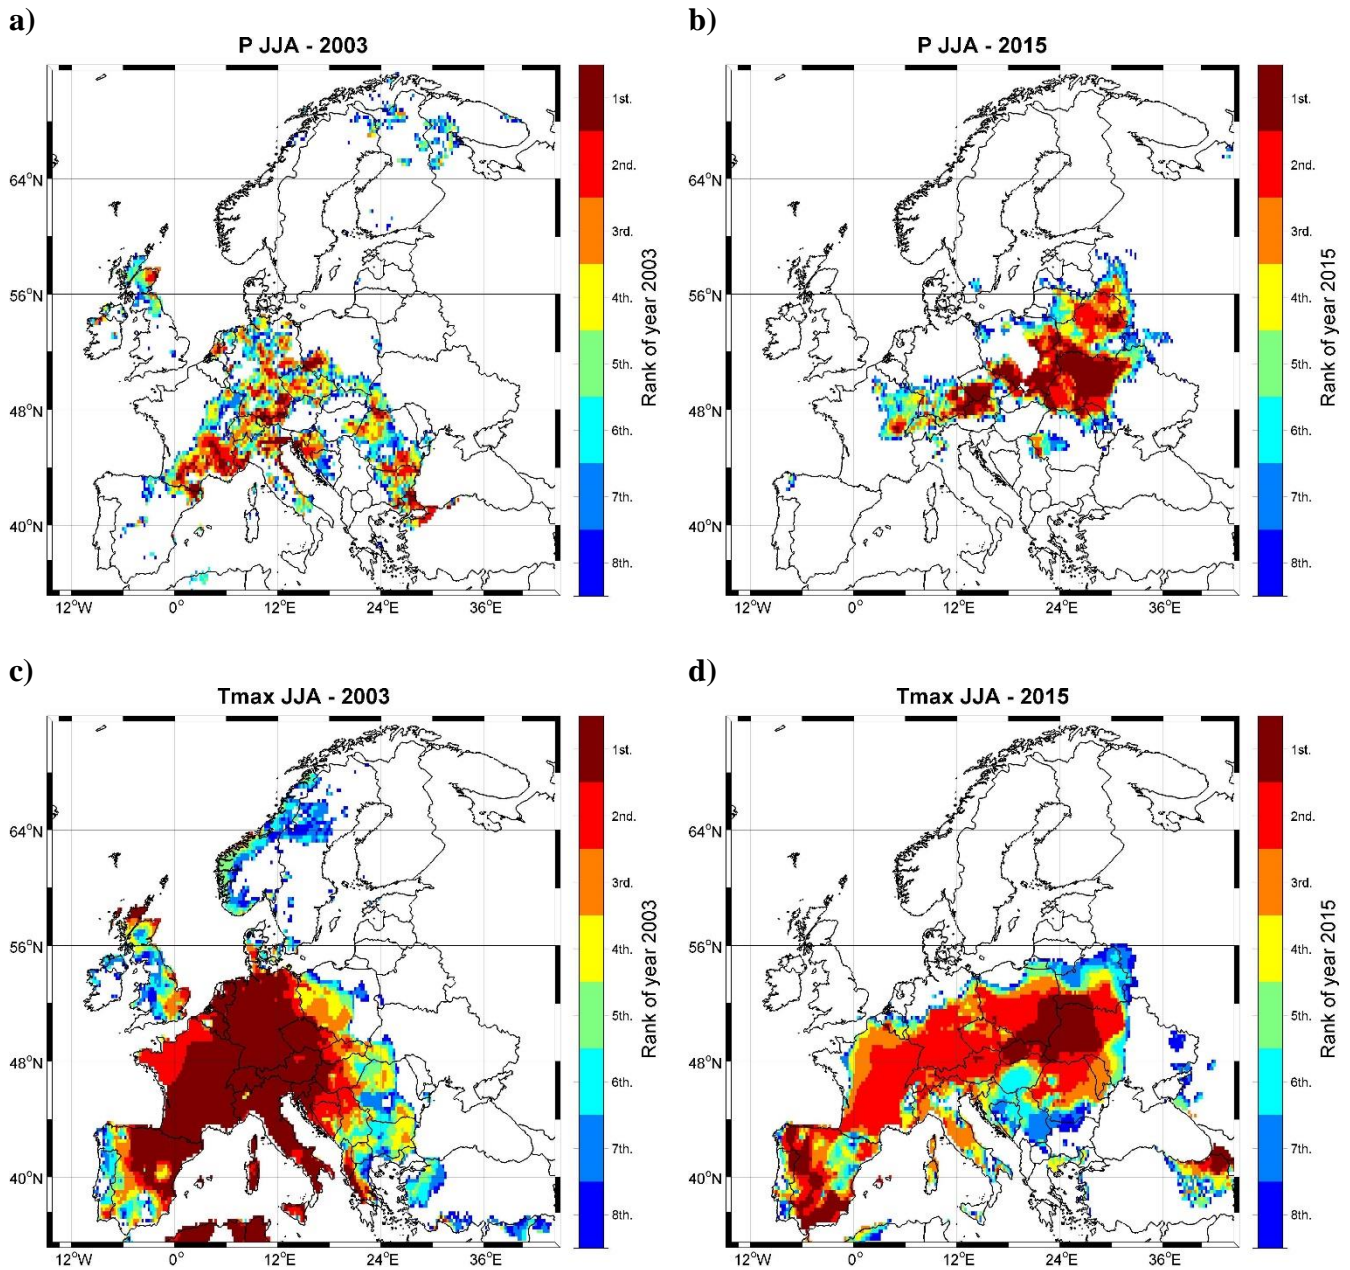 a)
P JJA - 2003
64°N
56°N
48°N
40°N
12°W 0° 12°E 24°E 36°E
1st.
2nd.
3rd.
4th.
5th.
6th.
7th.
8th.
Rank of year 2003
b)
P JJA - 2015
64°N
56°N
48°N
40°N
0° 12°E 24°E 36°E
1st.
2nd.
3rd.
4th.
5th.
6th.
7th.
8th.
Rank of year 2015
c)
Tmax JJA - 2003
64°N
56°N
48°N
40°N
12°W 0° 12°E 24°E 36°E
1st.
2nd.
3rd.
4th.
5th.
6th.
7th.
8th.
Rank of year 2003
d)
Tmax JJA - 2015
64°N
56°N
48°N
40°N
0° 12°E 24°E 36°E
1st.
2nd.
3rd.
4th.
5th.
6th.
7th.
8th.
Rank of year 2015